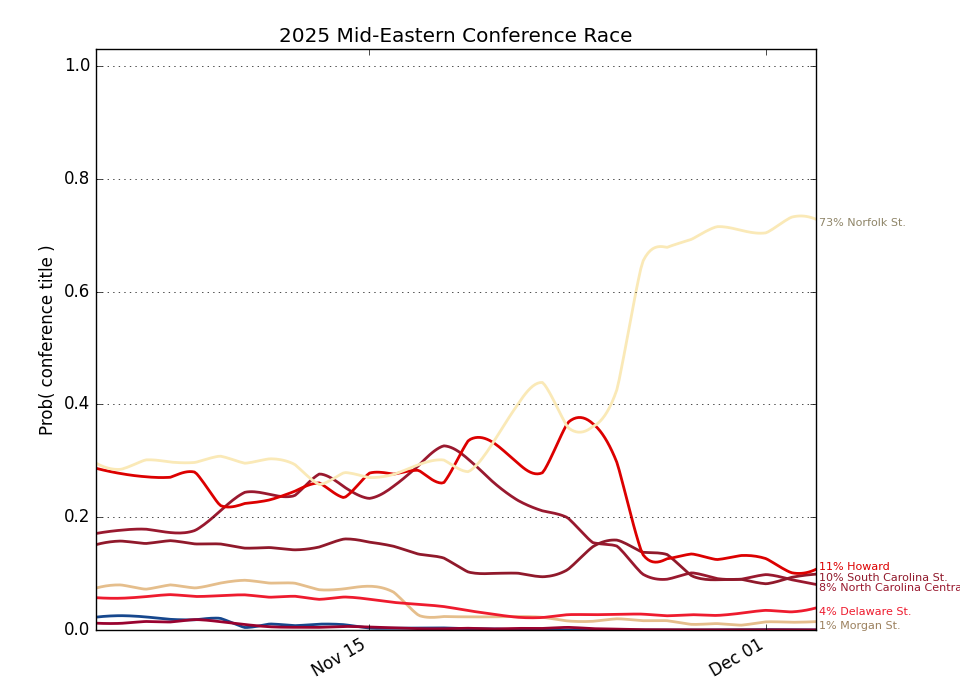 2025 Mid-Eastern Conference Race
1.0
0.8
0.6
0.4
0.2
0.0
Prob( conference title )
Nov 15
Dec 01
73% Norfolk St.
11% Howard
10% South Carolina St.
8% North Carolina Centra
4% Delaware St.
1% Morgan St.